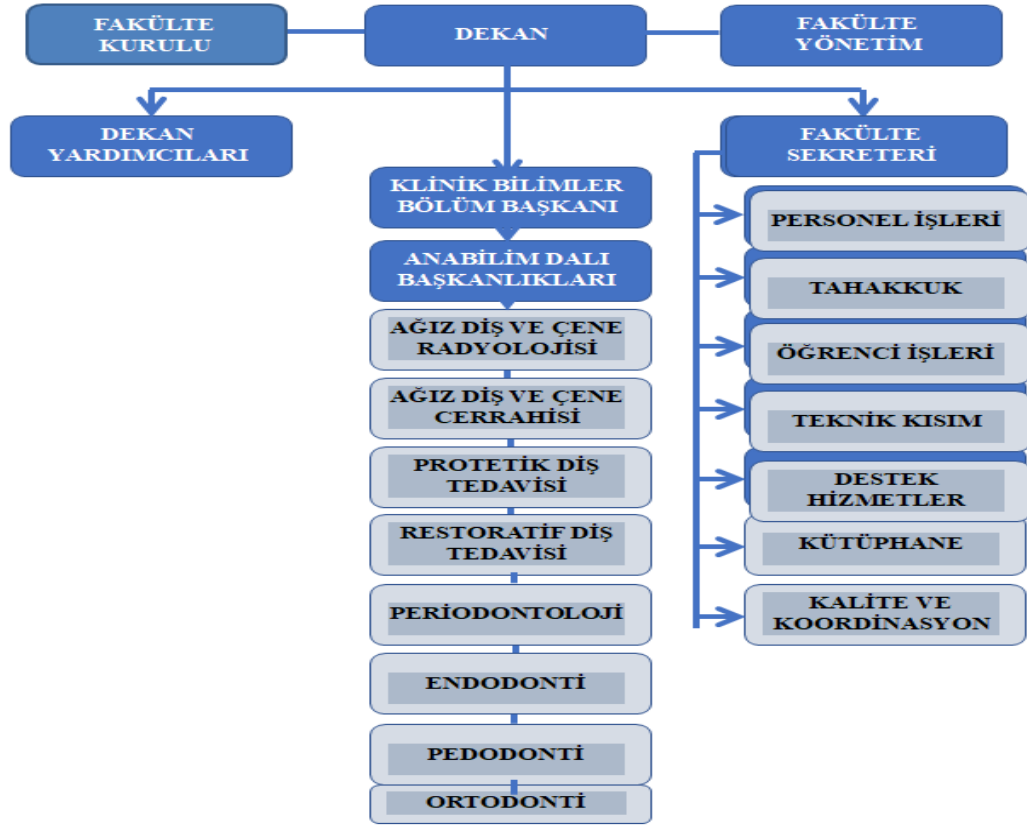 FAKÜLTE
KURULU
DEKAN
FAKÜLTE
YÖNETİM
DEKAN
YARDIMCILARI
FAKÜLTE
SEKRETERİ
KLİNİK BİLİMLER
BÖLÜM BAŞKANI
ANABİLİM DALI
BAŞKANLIKLARI
AĞIZ DİŞ VE ÇENE
RADYOLOJİSİ
AĞIZ DİŞ VE ÇENE
CERRAHİSİ
PROTETİK DİŞ
TEDAVİSİ
RESTORATİF DİŞ
TEDAVİSİ
PERİODONTOLOJİ
ENDODONTİ
PEDODONTİ
ORTODONTİ
PERSONEL İŞLERİ
TAHAKKUK
ÖĞRENCİ İŞLERİ
TEKNİK KISIM
DESTEK
HİZMETLER
KÜTÜPHANE
KALİTE VE
KOORDİNASYON